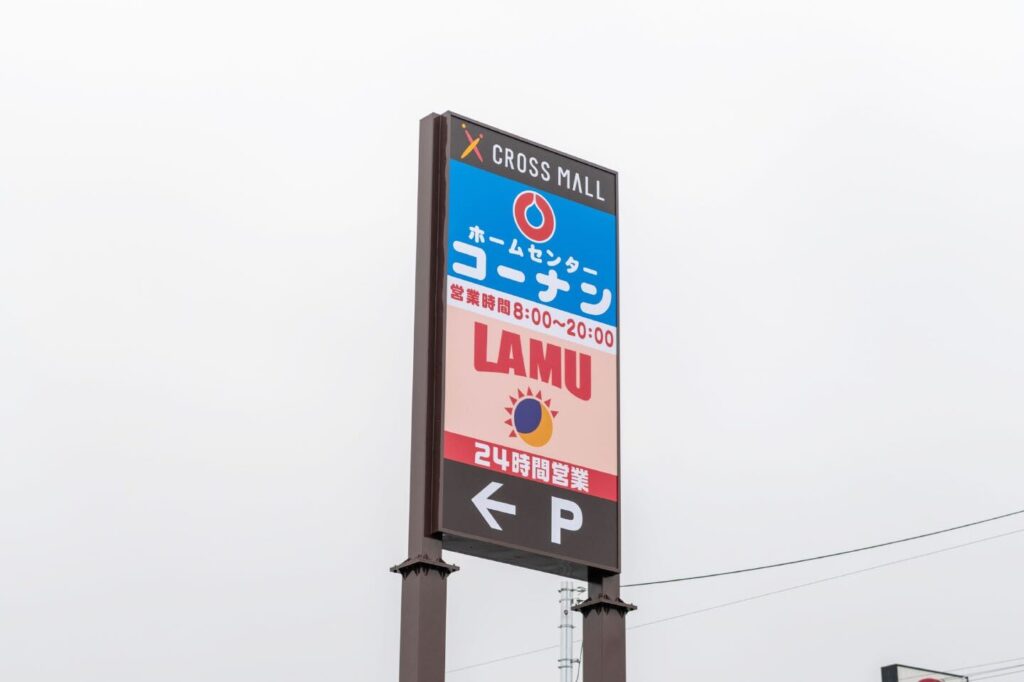 CROSS MALL
ホームセンター
コーナン
営業時間8:00〜20:00
LAMU
24時間営業
← P